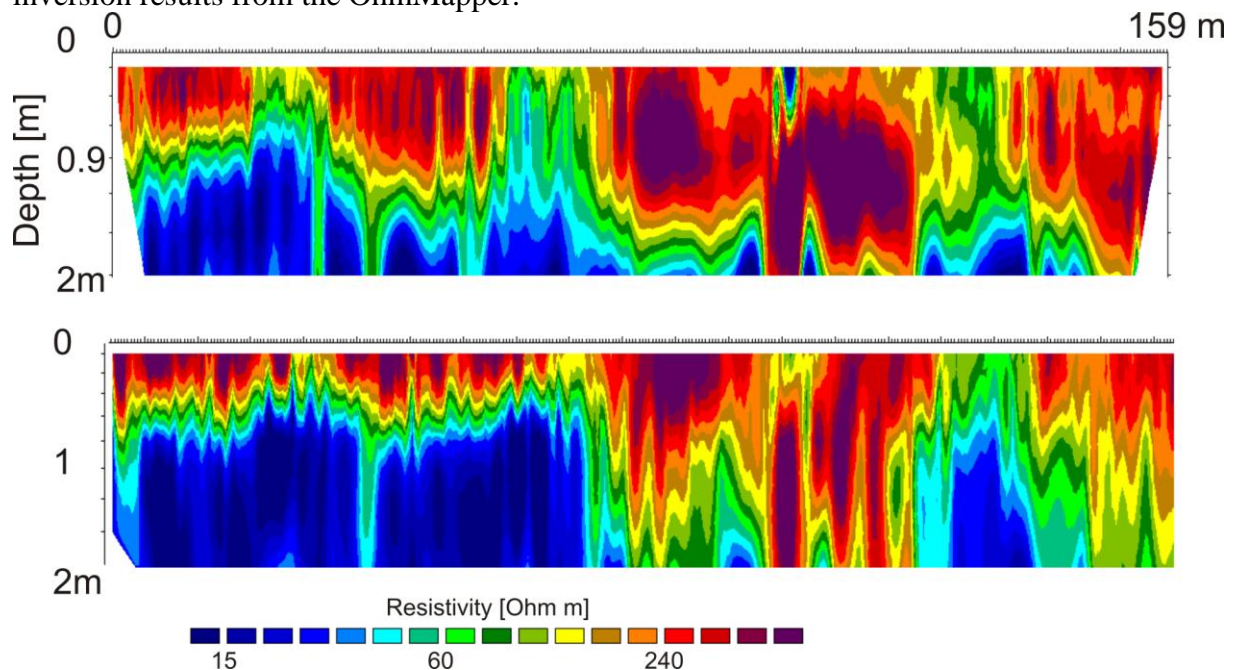 inversion results from the OhmMapper.
0 159 m
0
Depth [m]
0.9
2m
0
1
2m
Resistivity [Ohm m]
15 60 240